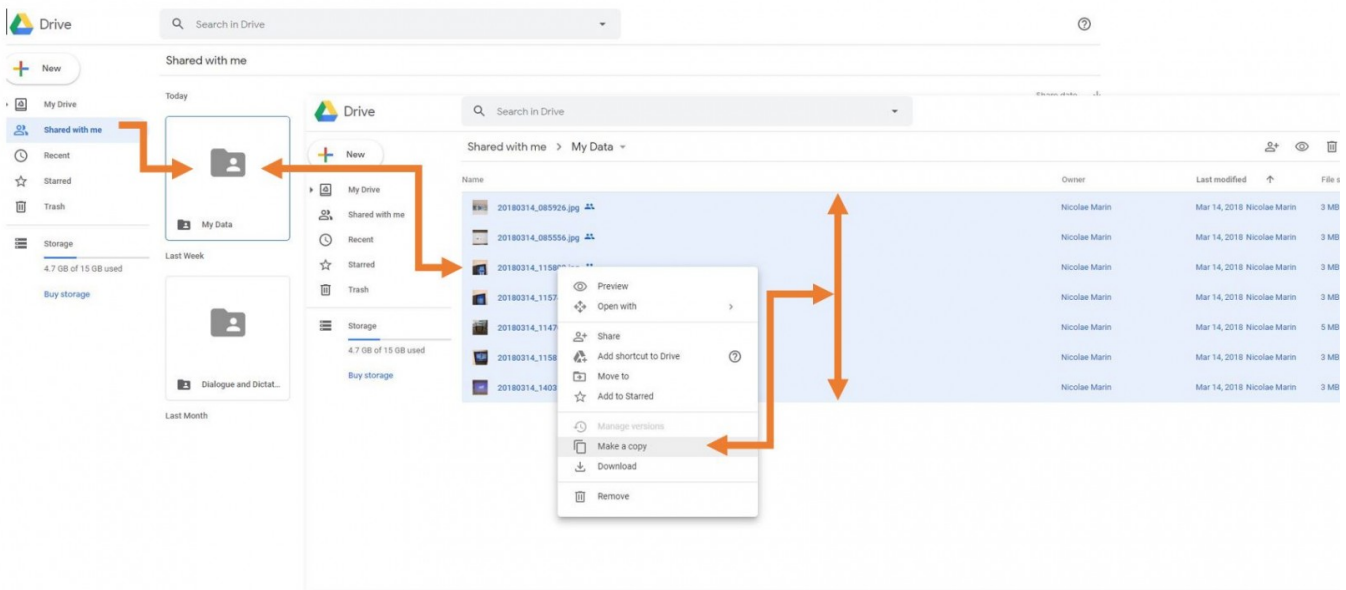 Drive
Search in Drive
New
Shared with me
My Drive
Shared with me
Recent
Starred
Trash
Storage
4.7 GB of 15 GB used
Buy storage
Today
My Data
Last Week
Dialogue and Dictat...
Last Month
Share date
Drive
Search in Drive
New
My Drive
Shared with me
Recent
Starred
Trash
Storage
4.7 GB of 15 GB used
Buy storage
Shared with me > My Data
Name Owner Last modified File s
20180314_085926.jpg Nicolae Marin Mar 14, 2018 Nicolae Marin 3 MB
20180314_085556.jpg Nicolae Marin Mar 14, 2018 Nicolae Marin 3 MB
Nicolae Marin Mar 14, 2018 Nicolae Marin 3 MB
20180314_1157 Nicolae Marin Mar 14, 2018 Nicolae Marin 3 MB
20180314_1147 Nicolae Marin Mar 14, 2018 Nicolae Marin 5 MB
20180314_1158 Nicolae Marin Mar 14, 2018 Nicolae Marin 3 MB
20180314_1403 Nicolae Marin Mar 14, 2018 Nicolae Marin 3 MB
Preview
Open with
Share
Add shortcut to Drive
Move to
Add to Starred
Manage versions
Make a copy
Download
Remove